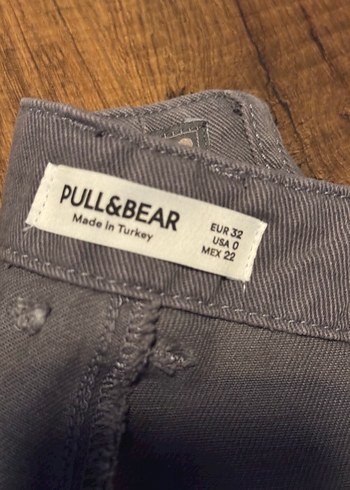 PULL&BEAR
Made in Turkey
EUR 32
USA 0
MEX 22